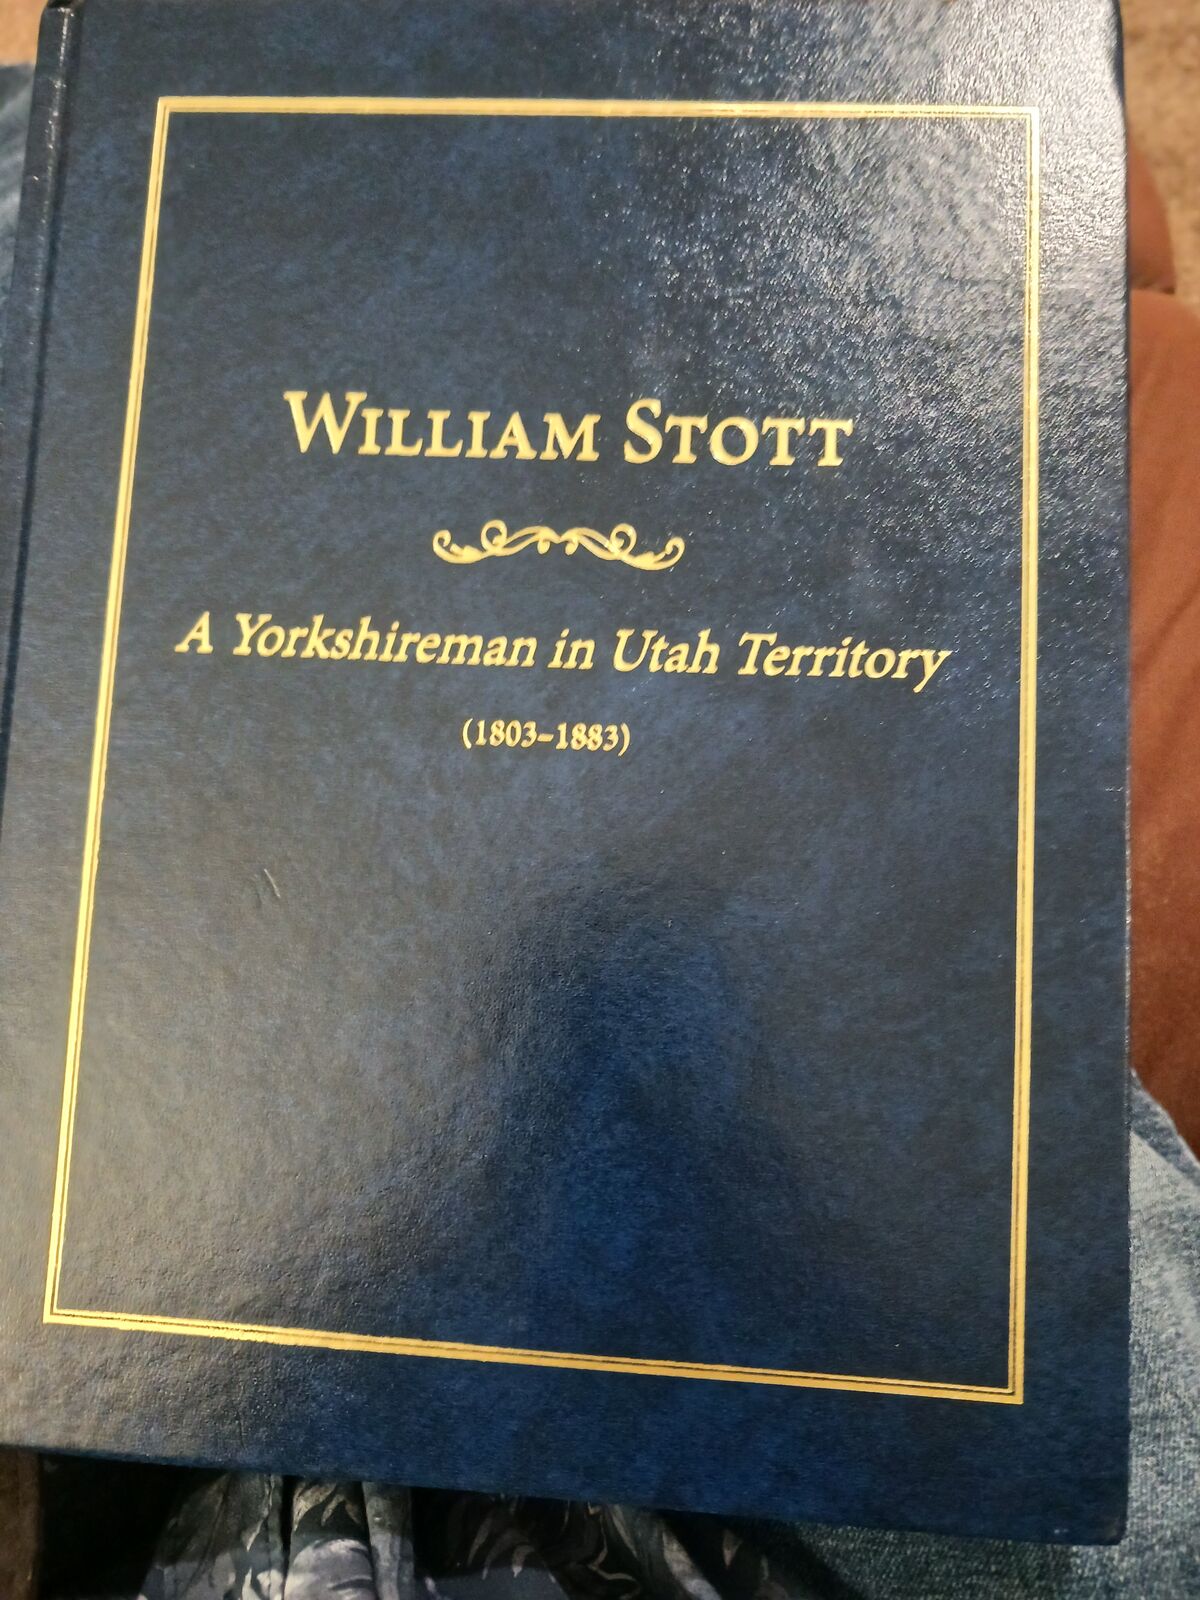 WILLIAM STOTT
A Yorkshireman in Utah Territory
(1803–1883)